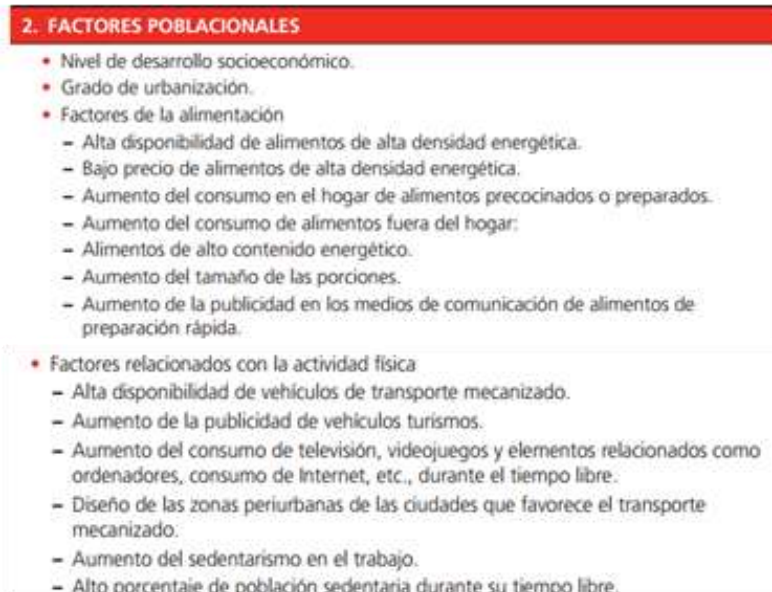 2. FACTORES POBLACIONALES
• Nivel de desarrollo socioeconómico.
• Grado de urbanización.
• Factores de la alimentación
– Alta disponibilidad de alimentos de alta densidad energética.
– Bajo precio de alimentos de alta densidad energética.
– Aumento del consumo en el hogar de alimentos precocinados o preparados.
– Aumento del consumo de alimentos fuera del hogar:
– Alimentos de alto contenido energético.
– Aumento del tamaño de las porciones.
– Aumento de la publicidad en los medios de comunicación de alimentos de
preparación rápida.
• Factores relacionados con la actividad física
– Alta disponibilidad de vehículos de transporte mecanizado.
– Aumento de la publicidad de vehículos turismos.
– Aumento del consumo de televisión, videojuegos y elementos relacionados como
ordenadores, consumo de Internet, etc., durante el tiempo libre.
– Diseño de las zonas periurbanas de las ciudades que favorece el transporte
mecanizado.
– Aumento del sedentarismo en el trabajo.
– Alto porcentaje de población sedentaria durante su tiempo libre.